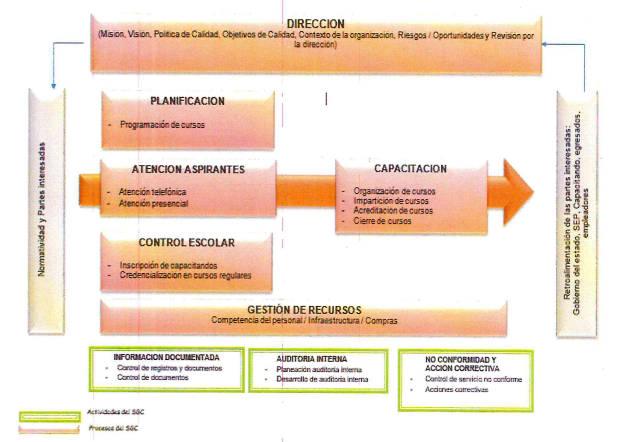 DIRECCION
(Misión, Visión, Política de Calidad, Objetivos de Calidad, Contexto de la organización, Riesgos / Oportunidades y Revisión por
la dirección)
Normatividad y Partes interesadas
PLANIFICACION
- Programación de cursos
ATENCION ASPIRANTES
- Atención telefónica
- Atención presencial
CONTROL ESCOLAR
- Inscripción de capacitandos
- Credencialización en cursos regulares
CAPACITACION
- Organización de cursos
- Impartición de cursos
- Acreditación de cursos
- Cierre de cursos
Retroalimentación de las partes interesadas:
Gobierno del estado, SEP, Capacitando, egresados,
empleadores
GESTIÓN DE RECURSOS
Competencia del personal / Infraestructura / Compras
INFORMACION DOCUMENTADA
- Control de registros y documentos
- Control de documentos
AUDITORIA INTERNA
- Planeación auditoria interna
- Desarrollo de auditoria interna
NO CONFORMIDAD Y
ACCIÓN CORRECTIVA
- Control de servicio no conforme
- Acciones correctivas
Actividades del SGC
Procesos del SGC